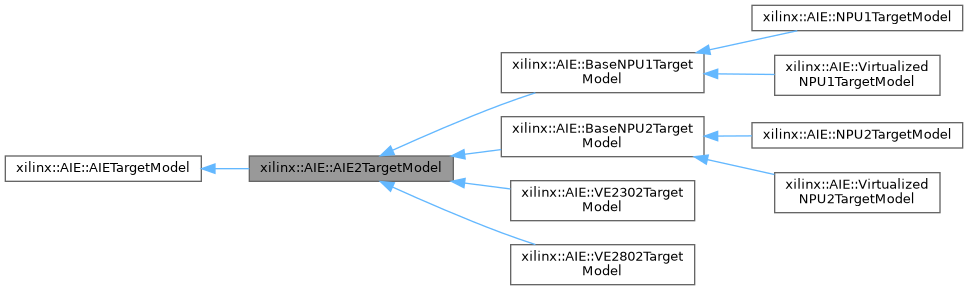 xilinx::AIE::AIETargetModel
xilinx::AIE::AIE2TargetModel
xilinx::AIE::BaseNPU1Target
Model
xilinx::AIE::NPU1TargetModel
xilinx::AIE::Virtualized
NPU1TargetModel
xilinx::AIE::BaseNPU2Target
Model
xilinx::AIE::NPU2TargetModel
xilinx::AIE::Virtualized
NPU2TargetModel
xilinx::AIE::VE2302Target
Model
xilinx::AIE::VE2802Target
Model